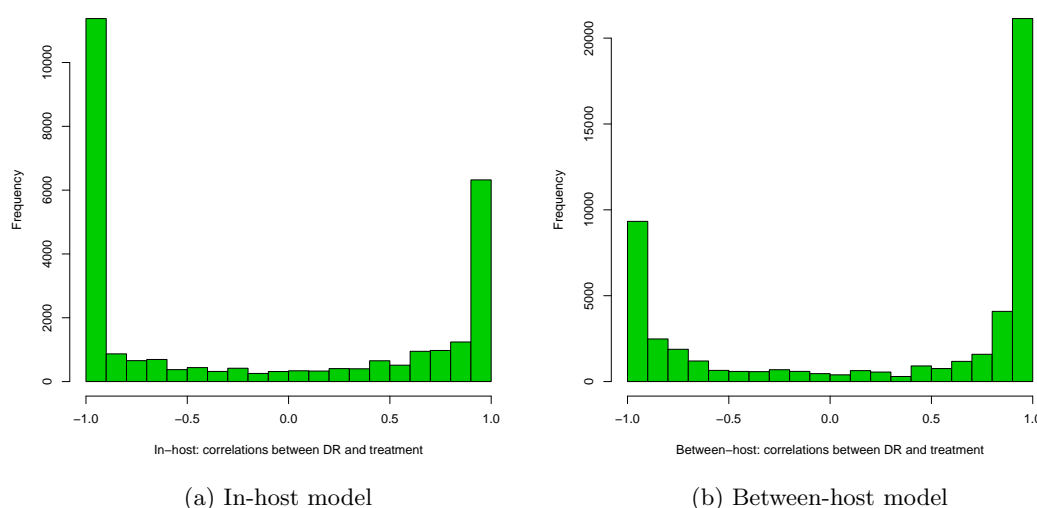 Frequency
0
2000
4000
6000
8000
10000
−1.0 −0.5 0.0 0.5 1.0
In−host: correlations between DR and treatment
(a) In-host model
Frequency
0
5000
10000
15000
20000
−1.0 −0.5 0.0 0.5 1.0
Between−host: correlations between DR and treatment
(b) Between-host model